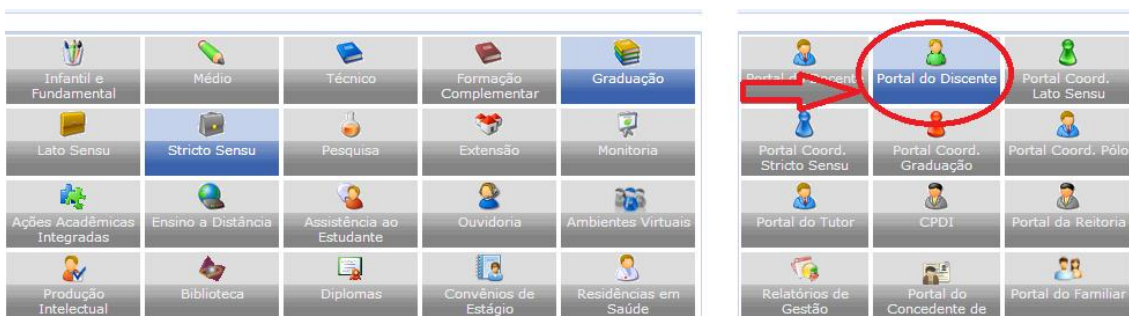 Infantil e
Fundamental
Médio
Técnico
Formação
Complementar
Graduação
Lato Sensu
Stricto Sensu
Pesquisa
Extensão
Monitoria
Ações Acadêmicas
Integradas
Ensino a Distância
Assistência ao
Estudante
Ouvidoria
Ambientes Virtuais
Produção
Intelectual
Biblioteca
Diplomas
Convênios de
Estágio
Residências em
Saúde
Portal do Docente
Portal do Discente
Portal Coord.
Lato Sensu
Portal Coord.
Stricto Sensu
Portal Coord.
Graduação
Portal Coord. Pólo
Portal do Tutor
CPDI
Portal da Reitoria
Relatórios de
Gestão
Portal do
Concedente de
Portal do Familiar